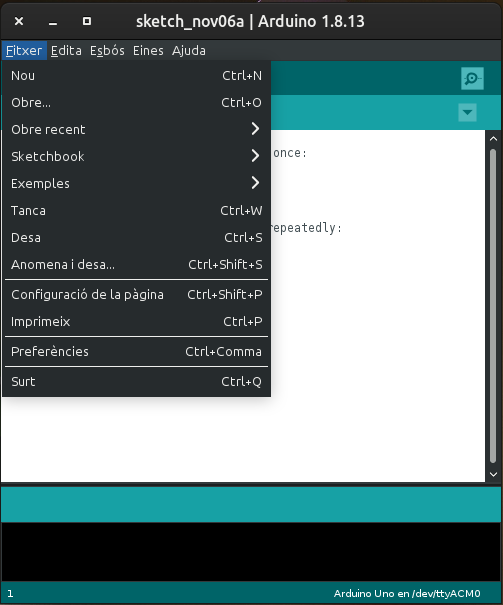 sketch_nov06a | Arduino 1.8.13
Fitxer Edita Esbós Eines Ajuda
Nou Ctrl+N
Obre... Ctrl+O
Obre recent
Sketchbook
Exemples
Tanca Ctrl+W
Desa Ctrl+S
Anomena i desa... Ctrl+Shift+S
Configuració de la pàgina Ctrl+Shift+P
Imprimeix Ctrl+P
Preferències Ctrl+Comma
Surt Ctrl+Q
once:
repeatedly:
1 Arduino Uno en /dev/ttyACM0